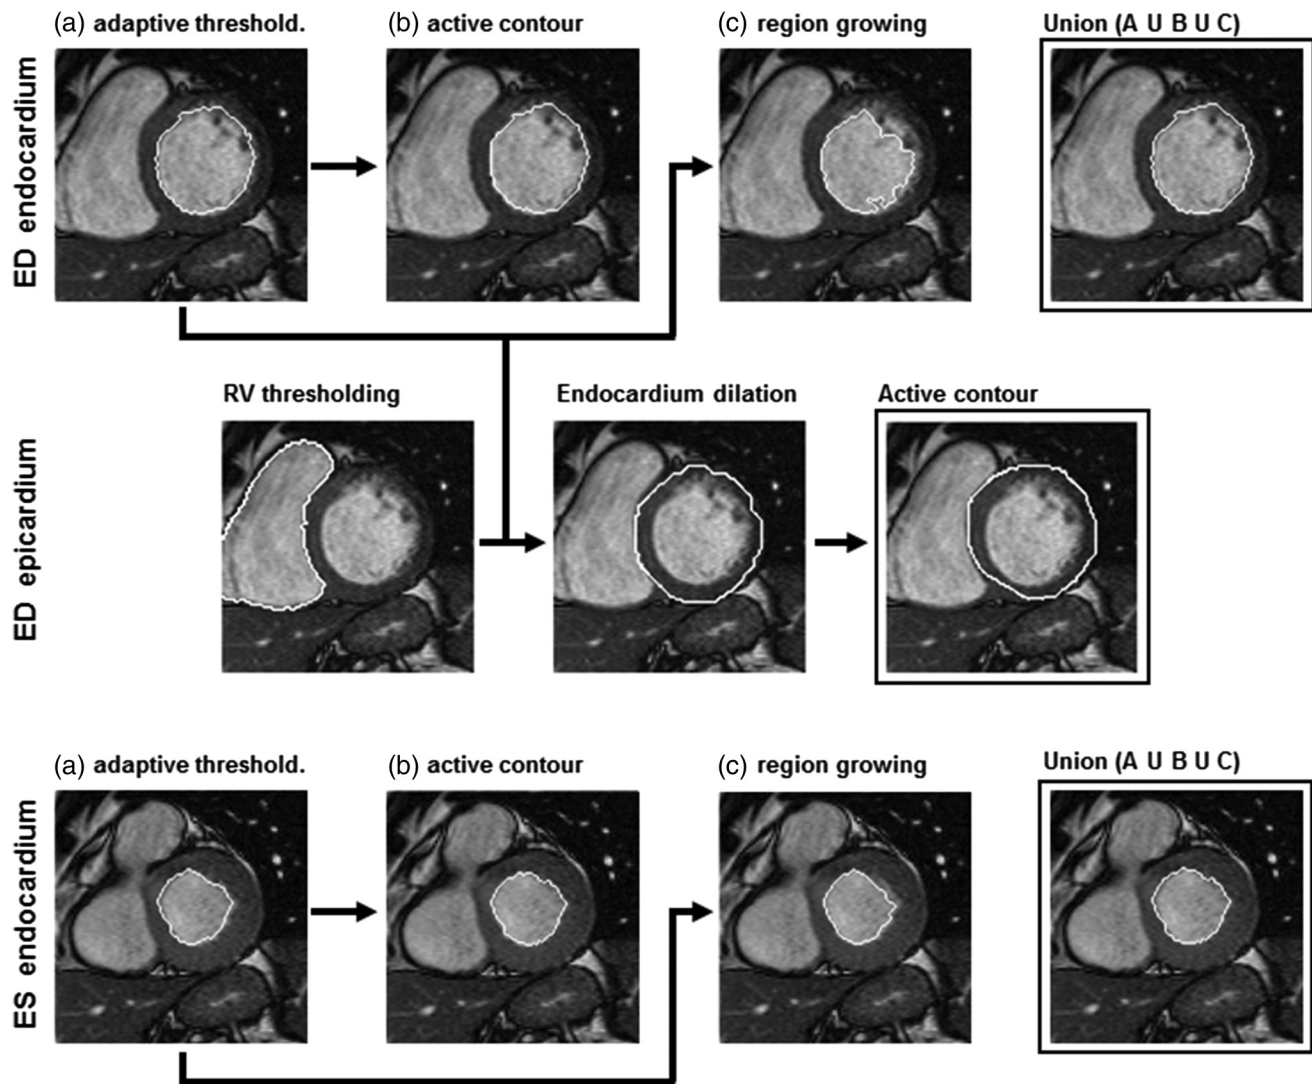 (a) adaptive threshold.
(b) active contour
(c) region growing
Union (A U B U C)
ED endocardium
RV thresholding
Endocardium dilation
Active contour
ED epicardium
(a) adaptive threshold.
(b) active contour
(c) region growing
Union (A U B U C)
ES endocardium